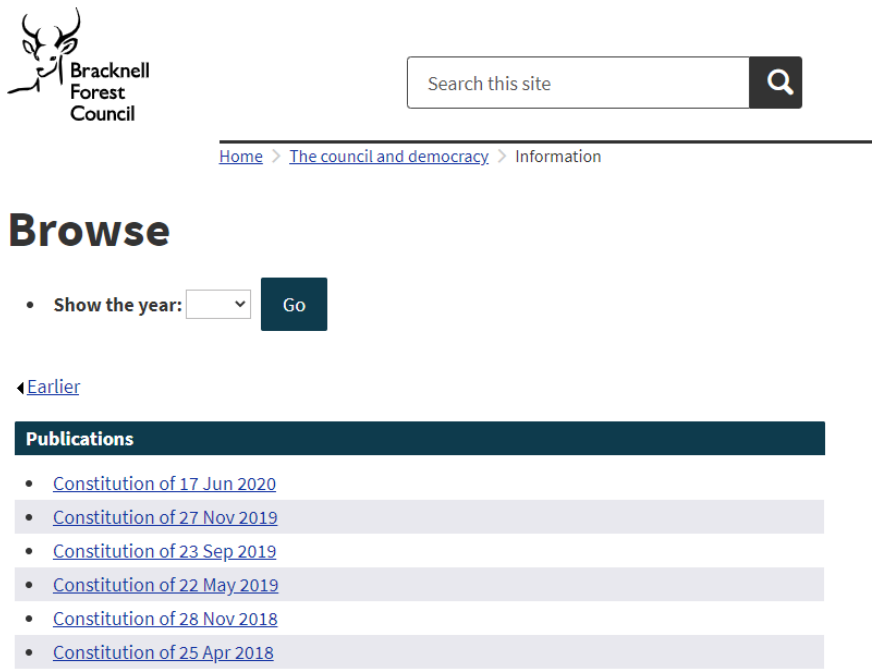 Bracknell
Forest
Council
Search this site
Home > The council and democracy > Information
Browse
• Show the year: Go
Earlier
Publications
• Constitution of 17 Jun 2020
• Constitution of 27 Nov 2019
• Constitution of 23 Sep 2019
• Constitution of 22 May 2019
• Constitution of 28 Nov 2018
• Constitution of 25 Apr 2018